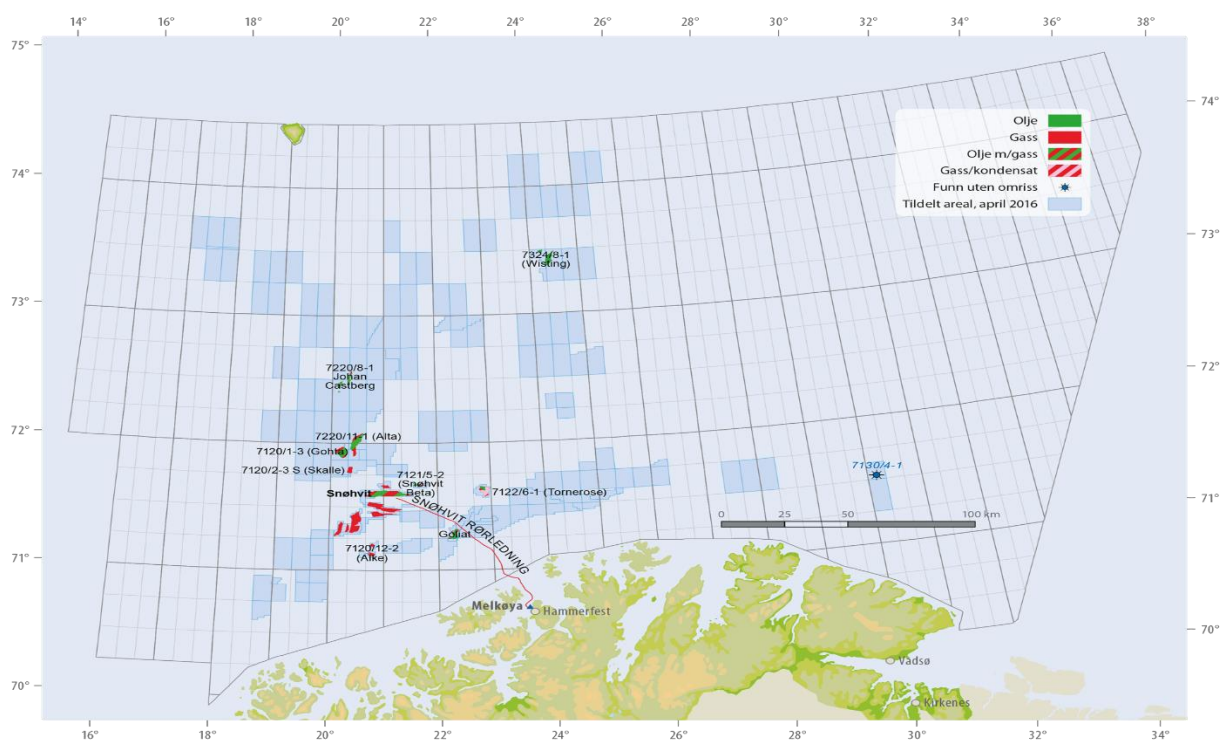 14° 16° 18° 20° 22° 24° 26° 28° 30° 32° 34° 36° 38°
75°
74°
73°
72°
71°
70°
74°
73°
72°
71°
70°
Olje
Gass
Olje m/gass
Gass/kondensat
Funn uten omriss
Tildelt areal, april 2016
7324/8-1
(Wisting)
7220/8-1
Johan
Castberg
7220/11-1 (Alta)
7120/1-3 (Gohta)
7120/2-3 S (Skalle)
7121/5-2
(Snøhvit
Beta)
Snøhvit
7122/6-1 (Tornerose)
7130/4-1
SNØHVIT RØRLEDNING
Goliat
7120/12-2
(Alke)
0 25 50 100 km
Melkøya
Hammerfest
Vadsø
Kirkenes
16° 18° 20° 22° 24° 26° 28° 30° 32° 34°